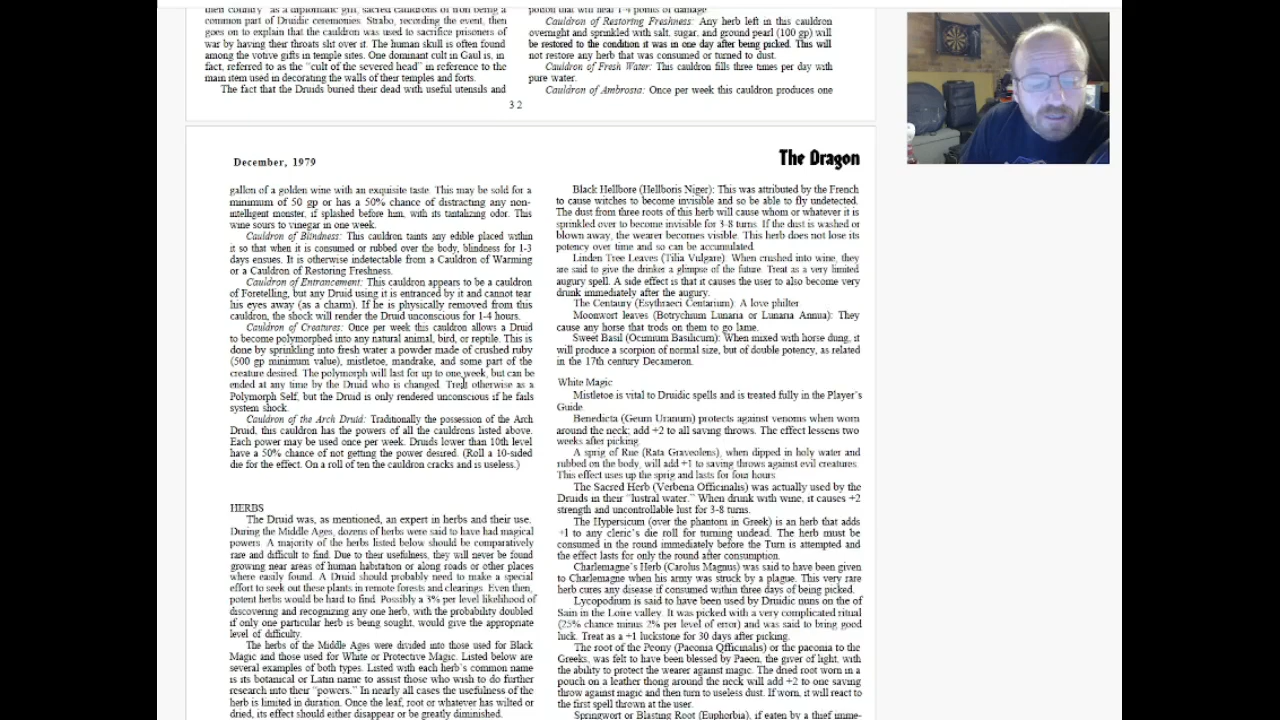 their country" as a diplomatic gift, sacred cauldrons of iron being a
common part of Druidic ceremonies. Strabo, recording the event, then
goes on to explain that the cauldron was used to sacrifice prisoners of
war by having their throats slit over it. The human skull is often found
among the votive gifts in temple sites. One dominant cult in Gaul is, in
fact, referred to as the "cult of the severed head" in reference to the
main item used in decorating the walls of their temples and forts.
The fact that the Druids buried their dead with useful utensils and
potion that will heal 1-4 points of damage.
Cauldron of Restoring Freshness: Any herb left in this cauldron
overnight and sprinkled with salt, sugar, and ground pearl (100 gp) will
be restored to the condition it was in one day after being picked. This will
not restore any herb that was consumed or turned to dust.
Cauldron of Fresh Water: This cauldron fills three times per day with
pure water.
Cauldron of Ambrosia: Once per week this cauldron produces one
32
December, 1979
The Dragon
gallon of a golden wine with an exquisite taste. This may be sold for a
minimum of 50 gp or has a 50% chance of distracting any non-
intelligent monster, if splashed before him, with its tantalizing odor. This
wine sours to vinegar in one week.
Cauldron of Blindness: This cauldron taints any edible placed within
it so that when it is consumed or rubbed over the body, blindness for 1-3
days ensues. It is otherwise indetectable from a Cauldron of Warming
or a Cauldron of Restoring Freshness.
Cauldron of Entrancement: This cauldron appears to be a cauldron
of Foretelling, but any Druid using it is entranced by it and cannot tear
his eyes away (as a charm). If he is physically removed from this
cauldron, the shock will render the Druid unconscious for 1-4 hours.
Cauldron of Creatures: Once per week this cauldron allows a Druid
to become polymorphed into any natural animal, bird, or reptile. This is
done by sprinkling into fresh water a powder made of crushed ruby
(500 gp minimum value), mistletoe, mandrake, and some part of the
creature desired. The polymorph will last for up to one week, but can be
ended at any time by the Druid who is changed. Treat otherwise as a
Polymorph Self, but the Druid is only rendered unconscious if he fails
system shock.
Cauldron of the Arch Druid: Traditionally the possession of the Arch
Druid, this cauldron has the powers of all the cauldrons listed above.
Each power may be used once per week. Druids lower than 10th level
have a 50% chance of not getting the power desired. (Roll a 10-sided
die for the effect. On a roll of ten the cauldron cracks and is useless.)
HERBS
The Druid was, as mentioned, an expert in herbs and their use.
During the Middle Ages, dozens of herbs were said to have had magical
powers. A majority of the herbs listed below should be comparatively
rare and difficult to find. Due to their usefulness, they will never be found
growing near areas of human habitation or along roads or other places
where easily found. A Druid should probably need to make a special
effort to seek out these plants in remote forests and clearings. Even then,
potent herbs would be hard to find. Possibly a 3% per level likelihood of
discovering and recognizing any one herb, with the probability doubled
if only one particular herb is being sought, would give the appropriate
level of difficulty.
The herbs of the Middle Ages were divided into those used for Black
Magic and those used for White or Protective Magic. Listed below are
several examples of both types. Listed with each herb's common name
is its botanical or Latin name to assist those who wish to do further
research into their "powers." In nearly all cases the usefulness of the
herb is limited in duration. Once the leaf, root or whatever has wilted or
dried, its effect should either disappear or be greatly diminished.
Black Hellbore (Hellboris Niger): This was attributed by the French
to cause witches to become invisible and so be able to fly undetected.
The dust from three roots of this herb will cause whom or whatever it is
sprinkled over to become invisible for 3-8 turns. If the dust is washed or
blown away, the wearer becomes visible. This herb does not lose its
potency over time and so can be accumulated.
Linden Tree Leaves (Tilia Vulgare): When crushed into wine, they
are said to give the drinker a glimpse of the future. Treat as a very limited
augury spell. A side effect is that it causes the user to also become very
drunk immediately after the augury.
The Centaury (Esythraeci Centarium): A love philter
Moonwort leaves (Botrychium Lunaria or Lunaria Annua): They
cause any horse that trods on them to go lame.
Sweet Basil (Ocimium Basilicum): When mixed with horse dung, it
will produce a scorpion of normal size, but of double potency, as related
in the 17th century Decameron.
White Magic
Mistletoe is vital to Druidic spells and is treated fully in the Player's
Guide.
Benedicta (Geum Uranum) protects against venoms when worn
around the neck; add +2 to all saving throws. The effect lessens two
weeks after picking.
A sprig of Rue (Rata Graveolens), when dipped in holy water and
rubbed on the body, will add +1 to saving throws against evil creatures.
This effect uses up the sprig and lasts for four hours
The Sacred Herb (Verbena Officinalis) was actually used by the
Druids in their "lustral water." When drunk with wine, it causes +2
strength and uncontrollable lust for 3-8 turns.
The Hypersicum (over the phantom in Greek) is an herb that adds
+1 to any cleric's die roll for turning undead. The herb must be
consumed in the round immediately before the Turn is attempted and
the effect lasts for only the round after consumption.
Charlemagne's Herb (Carolus Magnus) was said to have been given
to Charlemagne when his army was struck by a plague. This very rare
herb cures any disease if consumed within three days of being picked.
Lycopodium is said to have been used by Druidic nuns on the isle of
Sain in the Loire valley. It was picked with a very complicated ritual
(25% chance minus 2% per level of error) and was said to bring good
luck. Treat as a +1 luckstone for 30 days after picking.
The root of the Peony (Paeonia Officinalis) or the paconia to the
Greeks, was felt to have been blessed by Paeon, the giver of light, with
the ability to protect the wearer against magic. The dried root worn in a
pouch on a leather thong around the neck will add +2 to one saving
throw against magic and then turn to useless dust. If worn, it will react to
the first spell thrown at the user.
Springwort or Blasting Root (Euphorbia), if eaten by a thief imme-